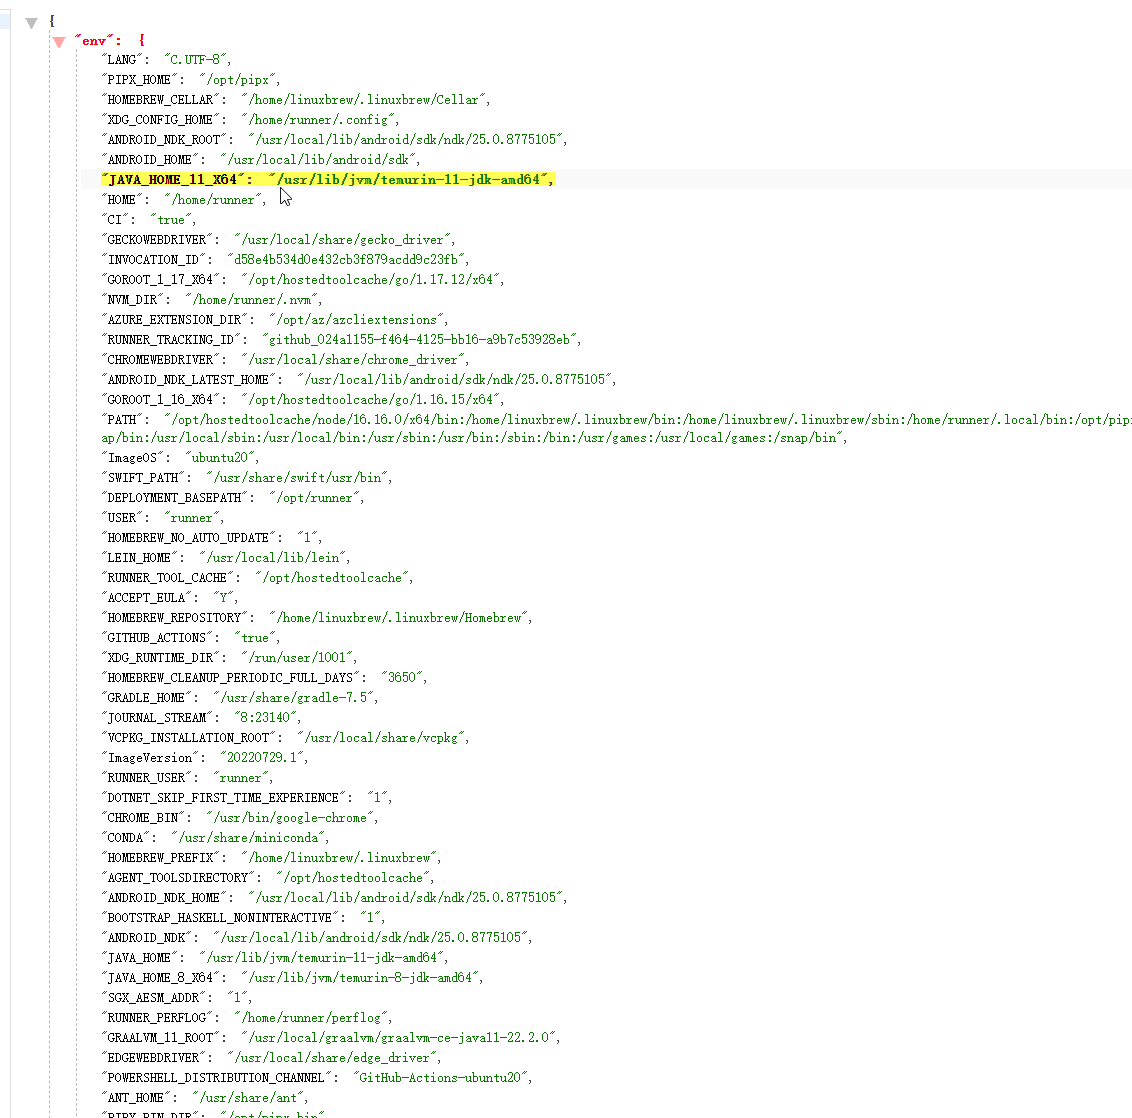 {
"env": {
"LANG": "C.UTF-8",
"PIPX_HOME": "/opt/pipx",
"HOMEBREW_CELLAR": "/home/linuxbrew/.linuxbrew/Cellar",
"XDG_CONFIG_HOME": "/home/runner/.config",
"ANDROID_NDK_ROOT": "/usr/local/lib/android/sdk/ndk/25.0.8775105",
"ANDROID_HOME": "/usr/local/lib/android/sdk",
"JAVA_HOME_11_X64": "/usr/lib/jvm/temurin-11-jdk-amd64",
"HOME": "/home/runner",
"CI": "true",
"GECKOWEBDRIVER": "/usr/local/share/gecko_driver",
"INVOCATION_ID": "d58e4b534d0e432cb3f879acdd9c23fb",
"GOROOT_1_17_X64": "/opt/hostedtoolcache/go/1.17.12/x64",
"NVM_DIR": "/home/runner/.nvm",
"AZURE_EXTENSION_DIR": "/opt/az/azcliextensions",
"RUNNER_TRACKING_ID": "github_024a1155-f464-4125-bb16-a9b7c53928eb",
"CHROMEWEBDRIVER": "/usr/local/share/chrome_driver",
"ANDROID_NDK_LATEST_HOME": "/usr/local/lib/android/sdk/ndk/25.0.8775105",
"GOROOT_1_16_X64": "/opt/hostedtoolcache/go/1.16.15/x64",
"PATH": "/opt/hostedtoolcache/node/16.16.0/x64/bin:/home/linuxbrew/.linuxbrew/bin:/home/linuxbrew/.linuxbrew/sbin:/home/runner/.local/bin:/opt/pip
ap/bin:/usr/local/sbin:/usr/local/bin:/usr/sbin:/usr/bin:/sbin:/bin:/usr/games:/usr/local/games:/snap/bin",
"ImageOS": "ubuntu20",
"SWIFT_PATH": "/usr/share/swift/usr/bin",
"DEPLOYMENT_BASEPATH": "/opt/runner",
"USER": "runner",
"HOMEBREW_NO_AUTO_UPDATE": "1",
"LEIN_HOME": "/usr/local/lib/lein",
"RUNNER_TOOL_CACHE": "/opt/hostedtoolcache",
"ACCEPT_EULA": "Y",
"HOMEBREW_REPOSITORY": "/home/linuxbrew/.linuxbrew/Homebrew",
"GITHUB_ACTIONS": "true",
"XDG_RUNTIME_DIR": "/run/user/1001",
"HOMEBREW_CLEANUP_PERIODIC_FULL_DAYS": "3650",
"GRADLE_HOME": "/usr/share/gradle-7.5",
"JOURNAL_STREAM": "8:23140",
"VCPKG_INSTALLATION_ROOT": "/usr/local/share/vcpkg",
"ImageVersion": "20220729.1",
"RUNNER_USER": "runner",
"DOTNET_SKIP_FIRST_TIME_EXPERIENCE": "1",
"CHROME_BIN": "/usr/bin/google-chrome",
"CONDA": "/usr/share/miniconda",
"HOMEBREW_PREFIX": "/home/linuxbrew/.linuxbrew",
"AGENT_TOOLSDIRECTORY": "/opt/hostedtoolcache",
"ANDROID_NDK_HOME": "/usr/local/lib/android/sdk/ndk/25.0.8775105",
"BOOTSTRAP_HASKELL_NONINTERACTIVE": "1",
"ANDROID_NDK": "/usr/local/lib/android/sdk/ndk/25.0.8775105",
"JAVA_HOME": "/usr/lib/jvm/temurin-11-jdk-amd64",
"JAVA_HOME_8_X64": "/usr/lib/jvm/temurin-8-jdk-amd64",
"SGX_AESM_ADDR": "1",
"RUNNER_PERFLOG": "/home/runner/perflog",
"GRAALVM_11_ROOT": "/usr/local/graalvm/graalvm-ce-java11-22.2.0",
"EDGEWEBDRIVER": "/usr/local/share/edge_driver",
"POWERSHELL_DISTRIBUTION_CHANNEL": "GitHub-Actions-ubuntu20",
"ANT_HOME": "/usr/share/ant",
"PIPX_BIN_DIR": "/opt/pipx_bin"